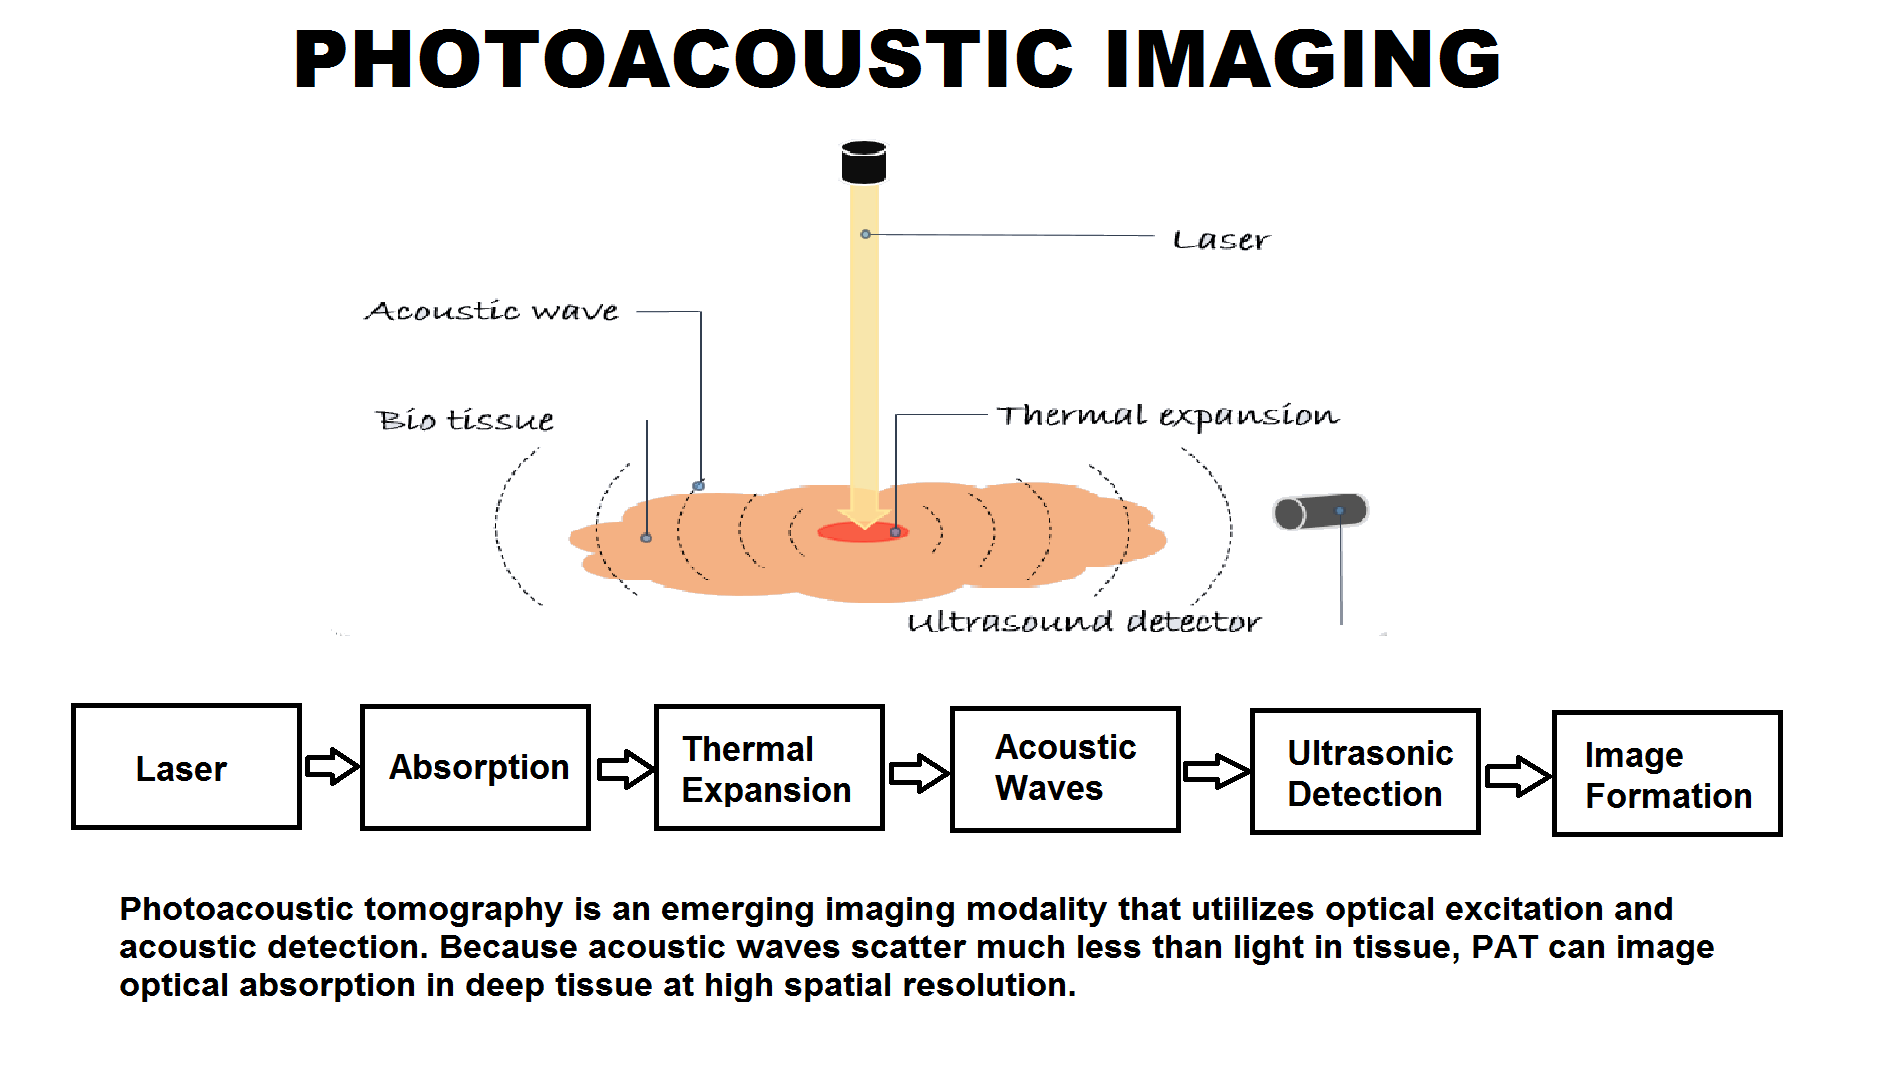 PHOTOACOUSTIC IMAGING
Laser
Acoustic wave
Bio tissue
Thermal expansion
Ultrasound detector
Laser
Absorption
Thermal
Expansion
Acoustic
Waves
Ultrasonic
Detection
Image
Formation
Photoacoustic tomography is an emerging imaging modality that utiilizes optical excitation and
acoustic detection. Because acoustic waves scatter much less than light in tissue, PAT can image
optical absorption in deep tissue at high spatial resolution.